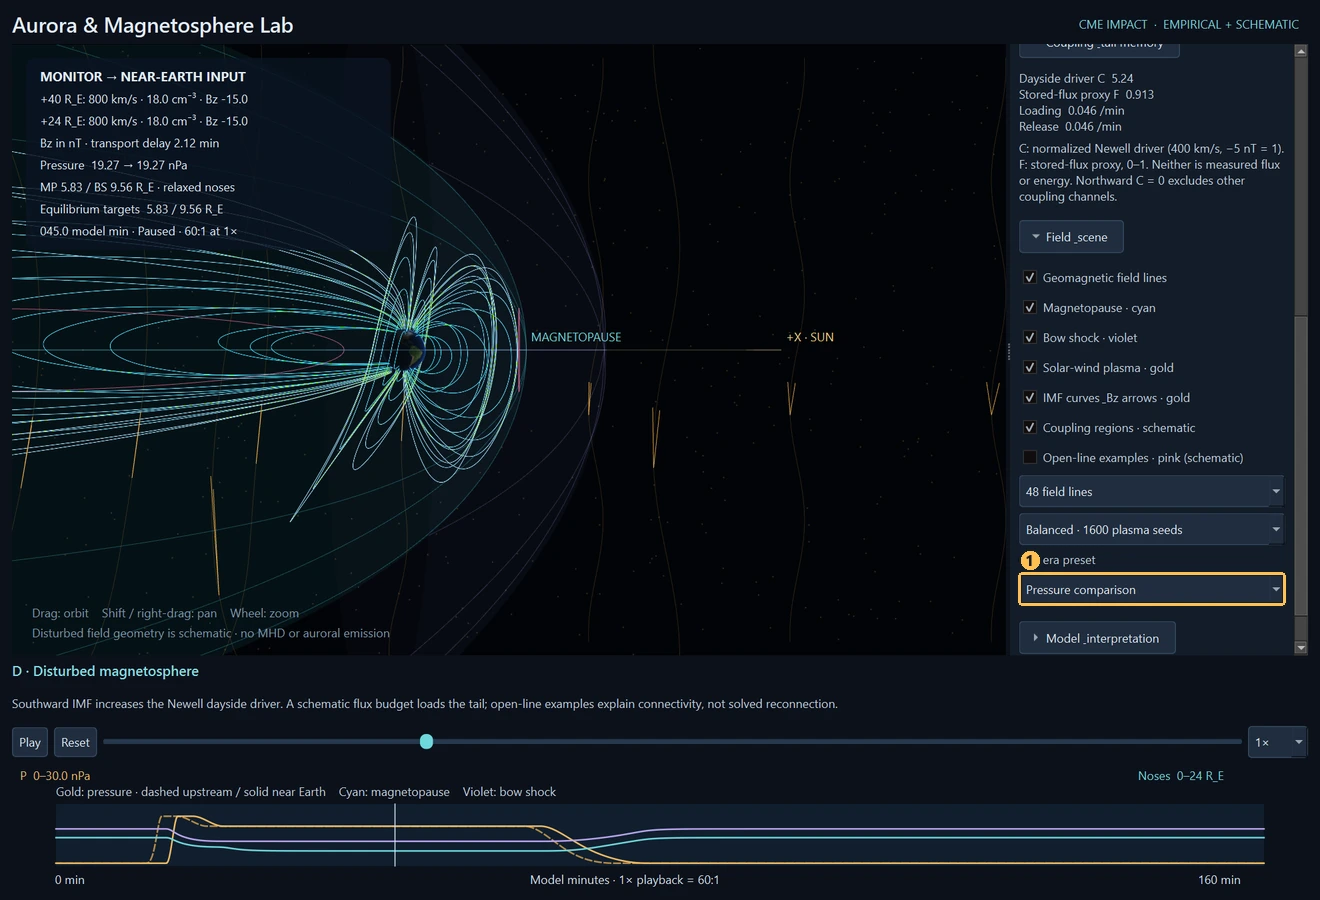 Aurora & Magnetosphere Lab
CME IMPACT · EMPIRICAL + SCHEMATIC
MONITOR → NEAR-EARTH INPUT
+40 R_E: 800 km/s · 18.0 cm⁻³ · Bz -15.0
+24 R_E: 800 km/s · 18.0 cm⁻³ · Bz -15.0
Bz in nT · transport delay 2.12 min
Pressure 19.27 → 19.27 nPa
MP 5.83 / BS 9.56 R_E · relaxed noses
Equilibrium targets 5.83 / 9.56 R_E
045.0 model min · Paused · 60:1 at 1×
MAGNETOPAUSE
+X · SUN
Drag: orbit Shift / right-drag: pan Wheel: zoom
Disturbed field geometry is schematic · no MHD or auroral emission
Coupling _tail memory
Dayside driver C 5.24
Stored-flux proxy F 0.913
Loading 0.046 /min
Release 0.046 /min
C: normalized Newell driver (400 km/s, −5 nT = 1).
F: stored-flux proxy, 0–1. Neither is measured flux
or energy. Northward C = 0 excludes other
coupling channels.
Field _scene
Geomagnetic field lines
Magnetopause · cyan
Bow shock · violet
Solar-wind plasma · gold
IMF curves _Bz arrows · gold
Coupling regions · schematic
Open-line examples · pink (schematic)
48 field lines
Balanced · 1600 plasma seeds
1 era preset
Pressure comparison
Model _interpretation
D · Disturbed magnetosphere
Southward IMF increases the Newell dayside driver. A schematic flux budget loads the tail; open-line examples explain connectivity, not solved reconnection.
Play Reset
1×
P 0–30.0 nPa
Noses 0–24 R_E
Gold: pressure · dashed upstream / solid near Earth Cyan: magnetopause Violet: bow shock
0 min
Model minutes · 1× playback = 60:1
160 min